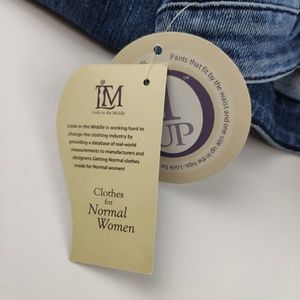 LM
Little in the Middle
Little in the Middle is working hard to
change the clothing industry by
providing a database of real-world
measurements to manufacturers and
designers. Getting Normal clothes
made for Normal women!
Clothes
for
Normal
Women
Pants that fit by the waist and one size up in the hips. Look for
1
UP